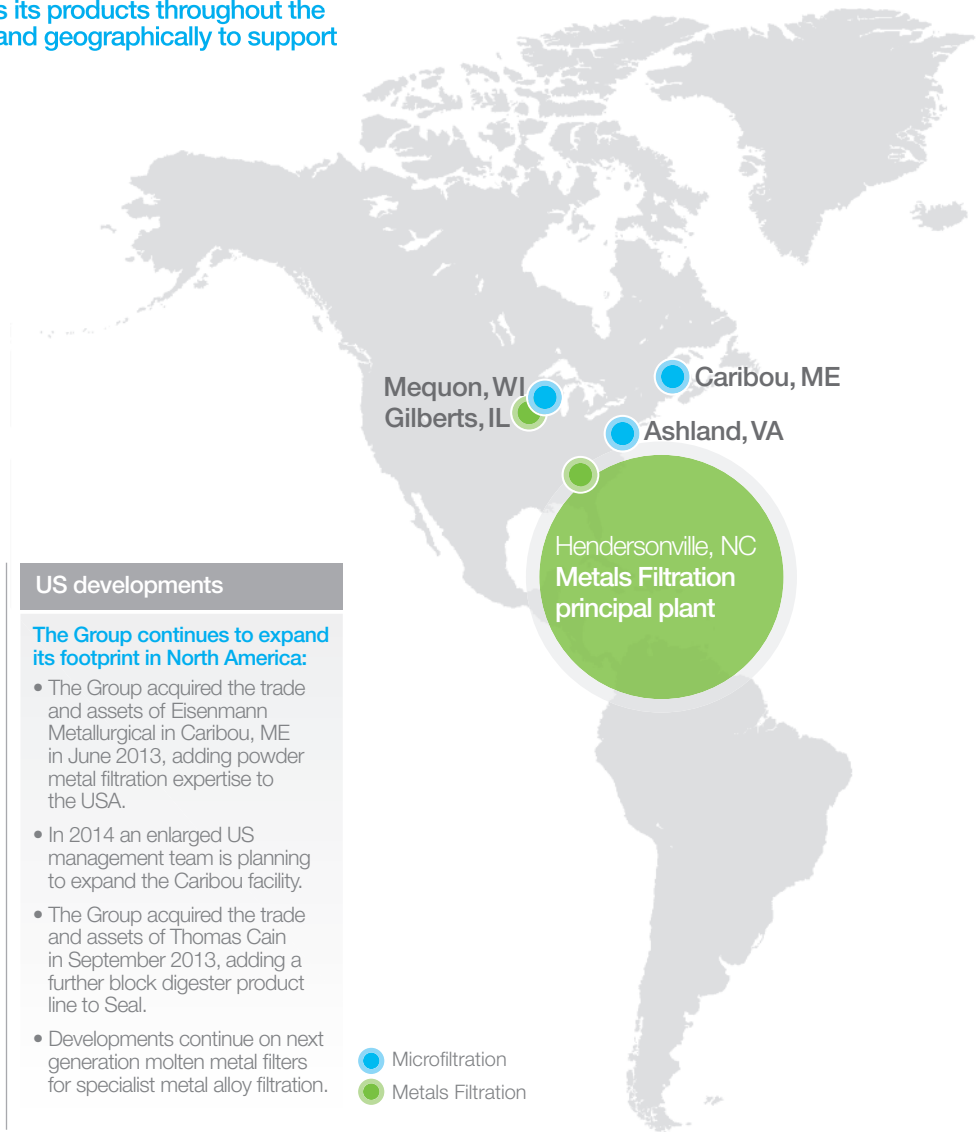 s its products throughout the
and geographically to support
Mequon, WI
Gilberts, IL
Caribou, ME
Ashland, VA
Hendersonville, NC
Metals Filtration
principal plant
US developments
The Group continues to expand
its footprint in North America:
• The Group acquired the trade
and assets of Eisenmann
Metallurgical in Caribou, ME
in June 2013, adding powder
metal filtration expertise to
the USA.
• In 2014 an enlarged US
management team is planning
to expand the Caribou facility.
• The Group acquired the trade
and assets of Thomas Cain
in September 2013, adding a
further block digester product
line to Seal.
• Developments continue on next
generation molten metal filters
for specialist metal alloy filtration.
Microfiltration
Metals Filtration